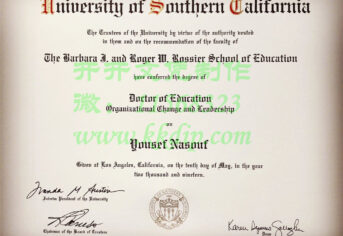 University of Southern California
The Trustees of the University by virtue of the authority vested
in them and on the recommendation of the faculty of
The Barbara J. and Roger W. Rossier School of Education
have conferred the degree of
Doctor of Education
Organizational Change and Leadership
on
Yousef Nasouf
Given at Los Angeles, California, on the tenth day of May, in the year
two thousand and nineteen.
Interim President of the University
Chairman of the Board of Trustees
Dean
www.kkdip.com